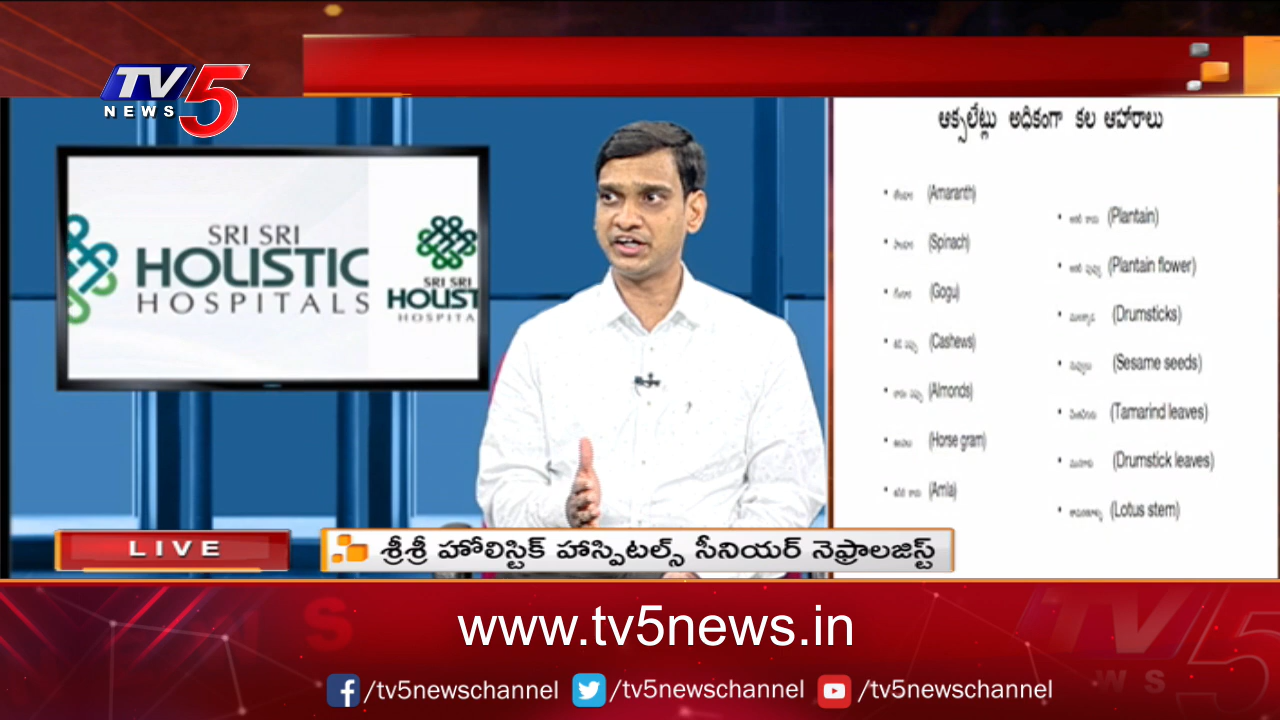 TV5
NEWS
SRI SRI
HOLISTIC
HOSPITALS
SRI SRI
HOLIST
HOSPITA
ఆక్సలేట్లు అధికంగా కల ఆహారాలు
• (Amaranth)
• (Spinach)
• (Gogu)
• (Cashews)
• (Almonds)
• (Horse gram)
• (Amla)
• (Plantain)
• (Plantain flower)
• (Drumsticks)
• (Sesame seeds)
• (Tamarind leaves)
• (Drumstick leaves)
• (Lotus stem)
LIVE
శ్రీశ్రీ హోలిస్టిక్ హాస్పిటల్స్ సీనియర్ నెఫ్రాలజిస్ట్
www.tv5news.in
/tv5newschannel /tv5newschannel /tv5newschannel